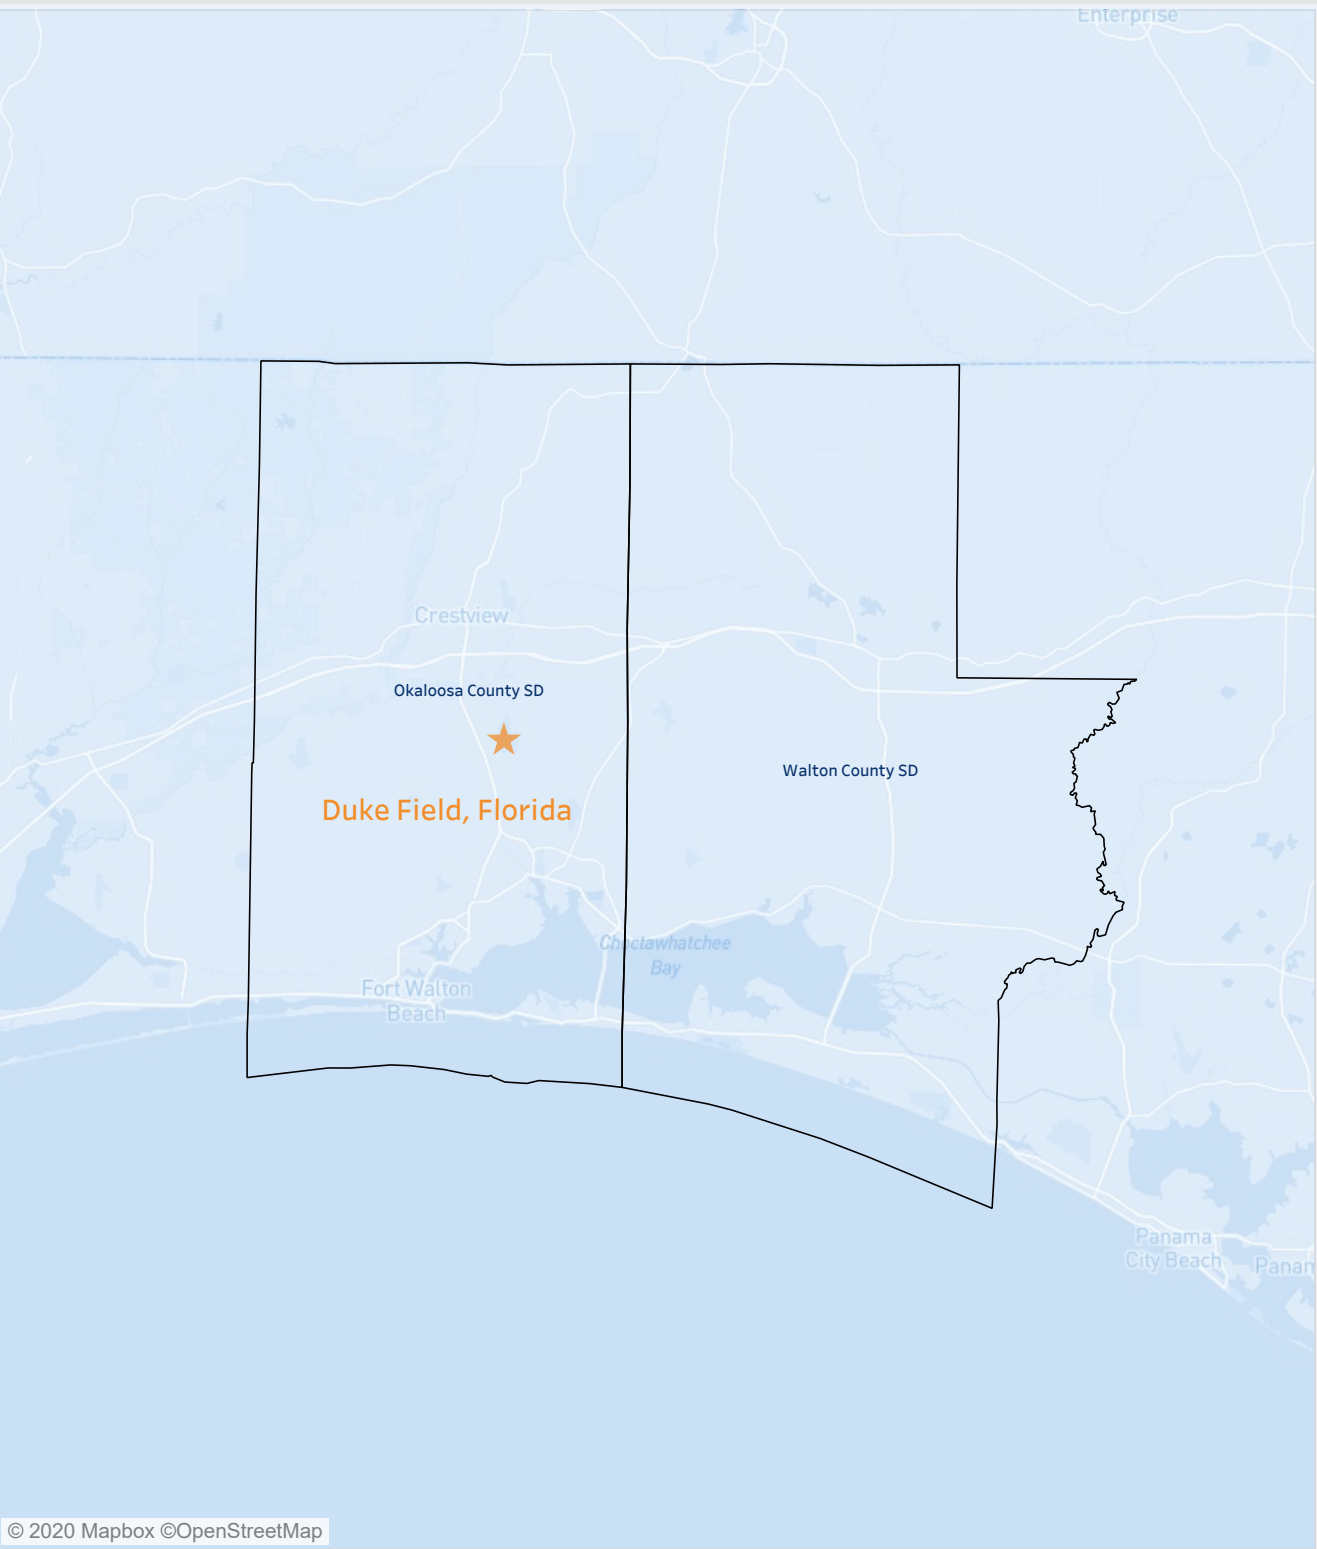 Enterprise
Crestview
Okaloosa County SD
Duke Field, Florida
Walton County SD
Choctawhatchee
Bay
Fort Walton
Beach
Panama
City Beach
Panam
© 2020 Mapbox ©OpenStreetMap